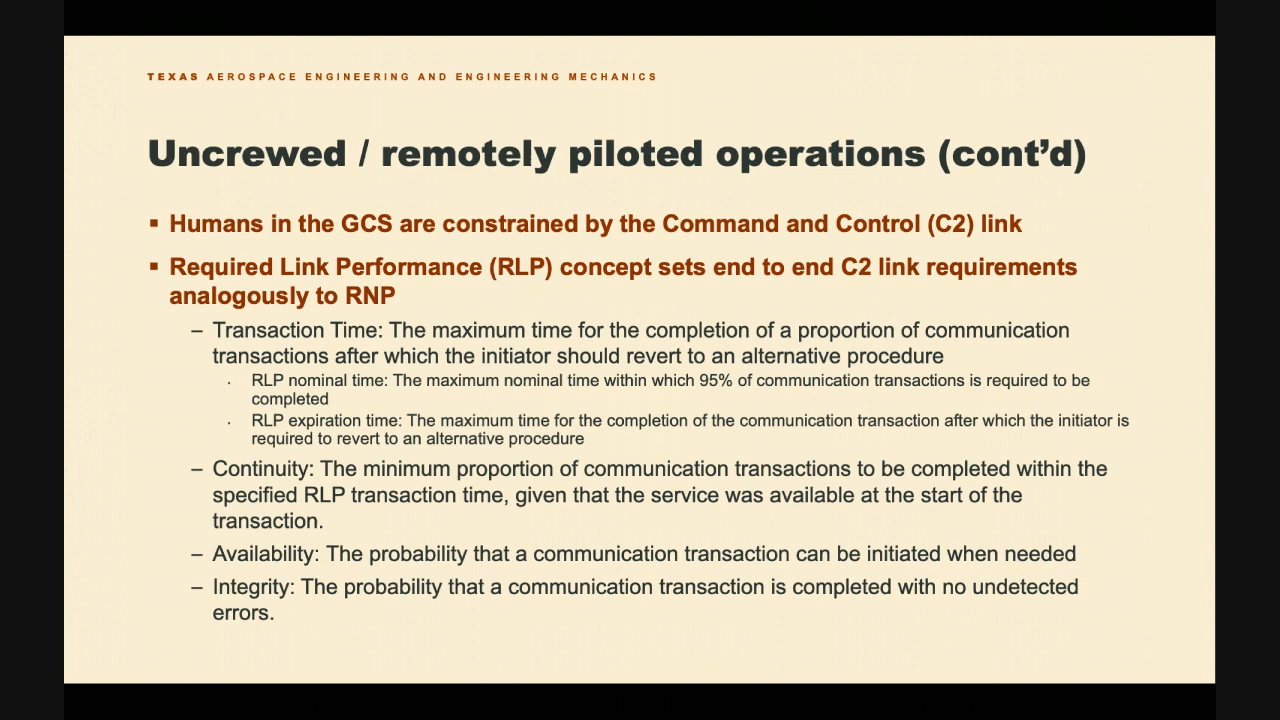 TEXAS AEROSPACE ENGINEERING AND ENGINEERING MECHANICS
Uncrewed / remotely piloted operations (cont’d)
▪ Humans in the GCS are constrained by the Command and Control (C2) link
▪ Required Link Performance (RLP) concept sets end to end C2 link requirements
analogously to RNP
– Transaction Time: The maximum time for the completion of a proportion of communication
transactions after which the initiator should revert to an alternative procedure
· RLP nominal time: The maximum nominal time within which 95% of communication transactions is required to be
completed
· RLP expiration time: The maximum time for the completion of the communication transaction after which the initiator is
required to revert to an alternative procedure
– Continuity: The minimum proportion of communication transactions to be completed within the
specified RLP transaction time, given that the service was available at the start of the
transaction.
– Availability: The probability that a communication transaction can be initiated when needed
– Integrity: The probability that a communication transaction is completed with no undetected
errors.